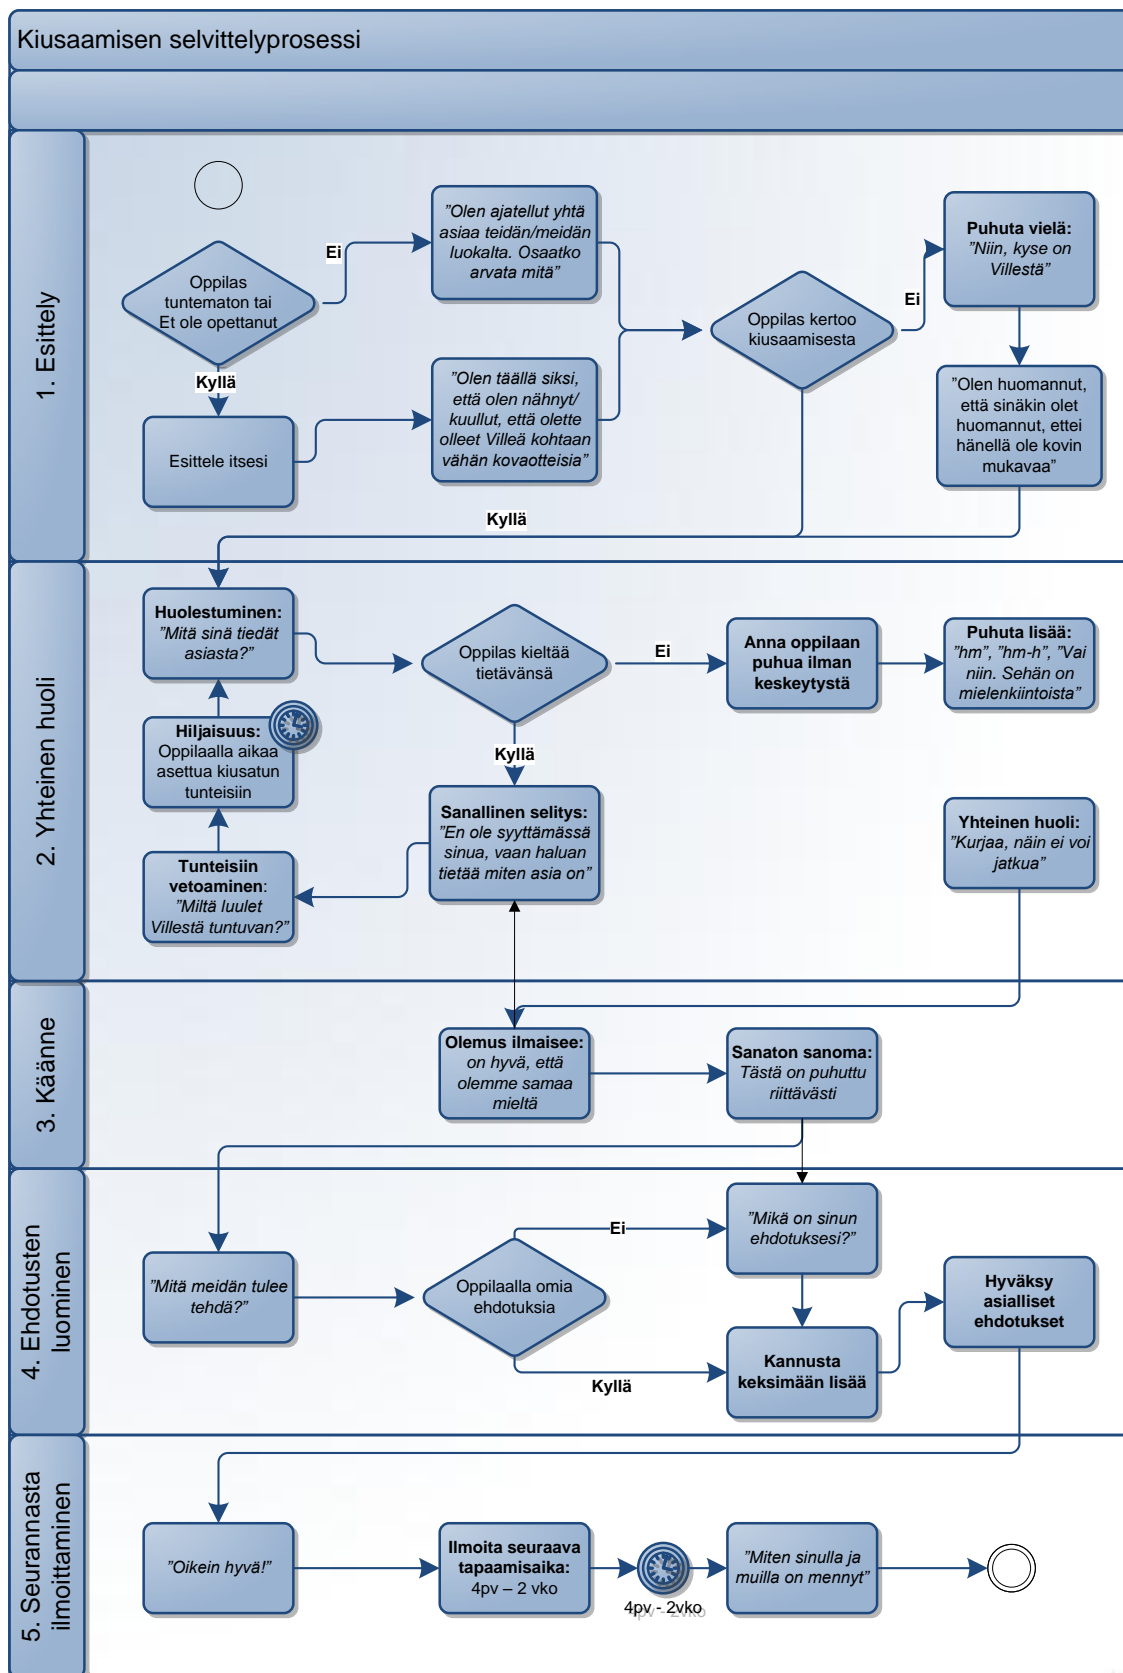 Kiusaamisen selvittelyprosessi
1. Esittely
Oppilas
tuntematon tai
Et ole opettanut
Ei
Kyllä
Esittele itsesi
”Olen ajatellut yhtä
asiaa teidän/meidän
luokalta. Osaatko
arvata mitä”
”Olen täällä siksi,
että olen nähnyt/
kuullut, että olette
olleet Villeä kohtaan
vähän kovaotteisia”
Oppilas kertoo
kiusaamisesta
Ei
Kyllä
Puhuta vielä:
”Niin, kyse on
Villestä”
”Olen huomannut,
että sinäkin olet
huomannut, ettei
hänellä ole kovin
mukavaa”
2. Yhteinen huoli
Huolestuminen:
”Mitä sinä tiedät
asiasta?”
Oppilas kieltää
tietävänsä
Ei
Anna oppilaan
puhua ilman
keskeytystä
Puhuta lisää:
”hm”, ”hm-h”, ”Vai
niin. Sehän on
mielenkiintoista”
Kyllä
Hiljaisuus:
Oppilaalla aikaa
asettua kiusatun
tunteisiin
Sanallinen selitys:
”En ole syyttämässä
sinua, vaan haluan
tietää miten asia on”
Tunteisiin
vetoaminen:
”Miltä luulet
Villestä tuntuvan?”
Yhteinen huoli:
”Kurjaa, näin ei voi
jatkua”
3. Käänne
Olemus ilmaisee:
on hyvä, että
olemme samaa
mieltä
Sanaton sanoma:
Tästä on puhuttu
riittävästi
4. Ehdotusten
luominen
”Mitä meidän tulee
tehdä?”
Oppilaalla omia
ehdotuksia
Ei
”Mikä on sinun
ehdotuksesi?”
Kyllä
Kannusta
keksimään lisää
Hyväksy
asialliset
ehdotukset
5. Seurannasta
ilmoittaminen
”Oikein hyvä!”
Ilmoita seuraava
tapaamisaika:
4pv – 2 vko
4pv - 2vko
”Miten sinulla ja
muilla on mennyt”